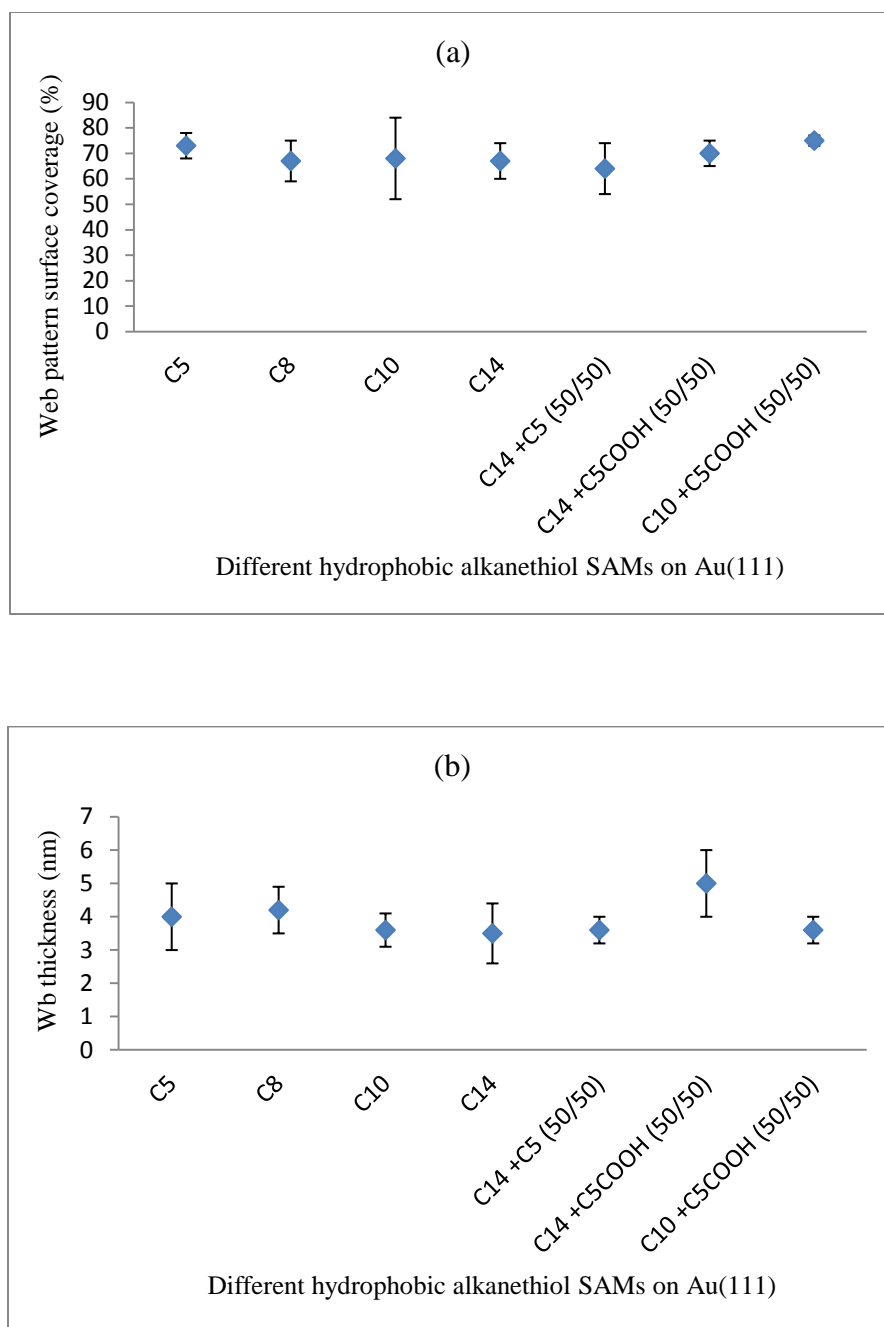 (a)
Web pattern surface coverage (%)
90
80
70
60
50
40
30
20
10
0
C5
C8
C10
C14
C14 +C5 (50/50)
C14 +C5COOH (50/50)
C10 +C5COOH (50/50)
Different hydrophobic alkanethiol SAMs on Au(111)
(b)
Wb thickness (nm)
7
6
5
4
3
2
1
0
C5
C8
C10
C14
C14 +C5 (50/50)
C14 +C5COOH (50/50)
C10 +C5COOH (50/50)
Different hydrophobic alkanethiol SAMs on Au(111)